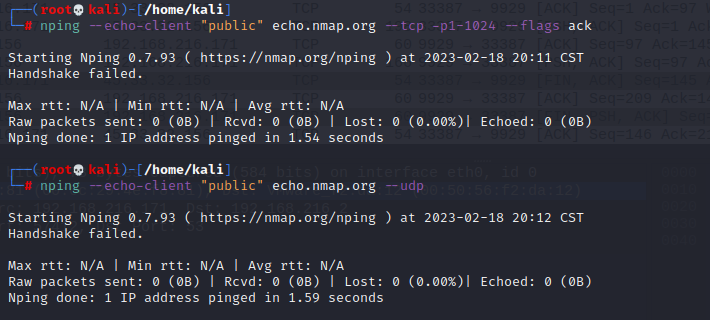 ┌──(root💀kali)-[/home/kali]
└─# nping --echo-client "public" echo.nmap.org --tcp -p1-1024 --flags ack
Starting Nping 0.7.93 ( https://nmap.org/nping ) at 2023-02-18 20:11 CST
Handshake failed.
Max rtt: N/A | Min rtt: N/A | Avg rtt: N/A
Raw packets sent: 0 (0B) | Rcvd: 0 (0B) | Lost: 0 (0.00%)| Echoed: 0 (0B)
Nping done: 1 IP address pinged in 1.54 seconds
┌──(root💀kali)-[/home/kali]
└─# nping --echo-client "public" echo.nmap.org --udp
Starting Nping 0.7.93 ( https://nmap.org/nping ) at 2023-02-18 20:12 CST
Handshake failed.
Max rtt: N/A | Min rtt: N/A | Avg rtt: N/A
Raw packets sent: 0 (0B) | Rcvd: 0 (0B) | Lost: 0 (0.00%)| Echoed: 0 (0B)
Nping done: 1 IP address pinged in 1.59 seconds